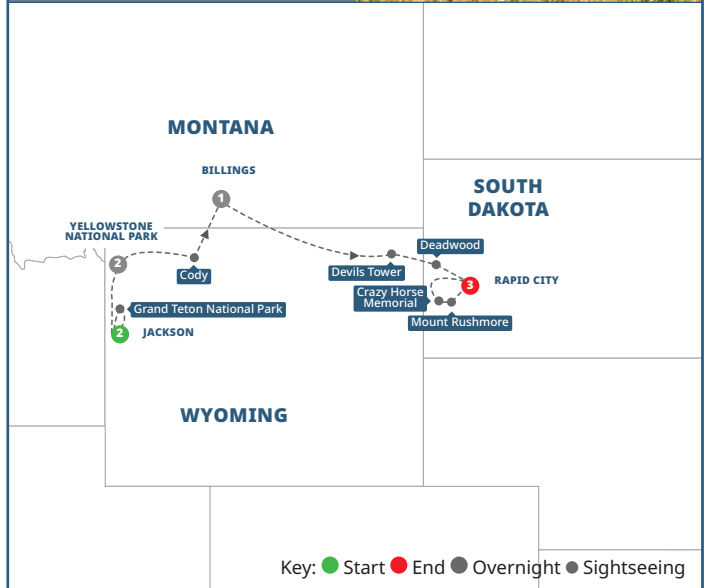 MONTANA
BILLINGS
SOUTH
DAKOTA
YELLOWSTONE
NATIONAL PARK
1
Deadwood
2
Cody
Devils Tower
RAPID CITY
3
Crazy Horse
Memorial
Grand Teton National Park
Mount Rushmore
2
JACKSON
WYOMING
Key: Start End Overnight Sightseeing